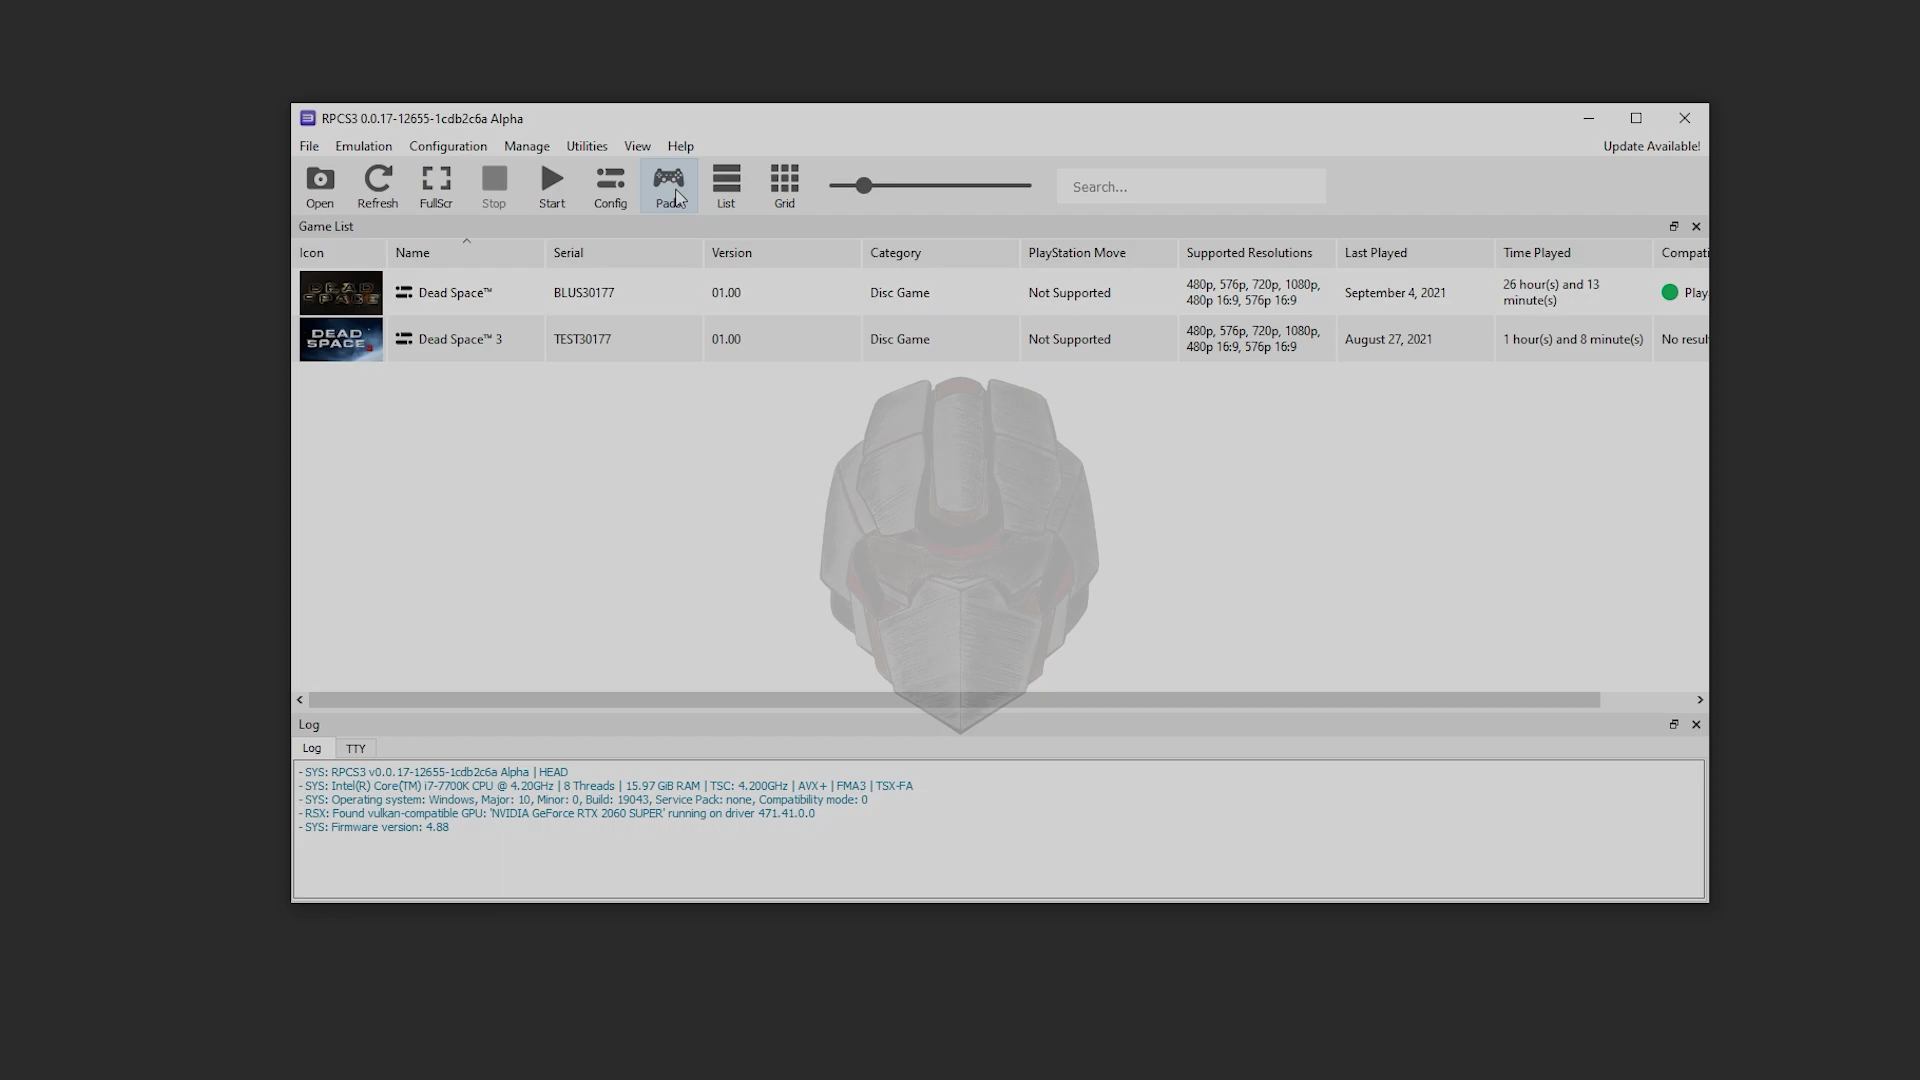 RPCS3 0.0.17-12655-1cdb2c6a Alpha
File Emulation Configuration Manage Utilities View Help Update Available!
Open Refresh FullScr Stop Start Config Pads List Grid Search...
Game List
Icon Name Serial Version Category PlayStation Move Supported Resolutions Last Played Time Played Compati
DEAD SPACE Dead Space™ BLUS30177 01.00 Disc Game Not Supported 480p, 576p, 720p, 1080p, 480p 16:9, 576p 16:9 September 4, 2021 26 hour(s) and 13 minute(s) Play
DEAD SPACE 3 Dead Space™ 3 TEST30177 01.00 Disc Game Not Supported 480p, 576p, 720p, 1080p, 480p 16:9, 576p 16:9 August 27, 2021 1 hour(s) and 8 minute(s) No resul
Log
Log TTY
- SYS: RPCS3 v0.0.17-12655-1cdb2c6a Alpha | HEAD
- SYS: Intel(R) Core(TM) i7-7700K CPU @ 4.20GHz | 8 Threads | 15.97 GiB RAM | TSC: 4.200GHz | AVX+ | FMA3 | TSX-FA
- SYS: Operating system: Windows, Major: 10, Minor: 0, Build: 19043, Service Pack: none, Compatibility mode: 0
- RSX: Found vulkan-compatible GPU: 'NVIDIA GeForce RTX 2060 SUPER' running on driver 471.41.0.0
- SYS: Firmware version: 4.88